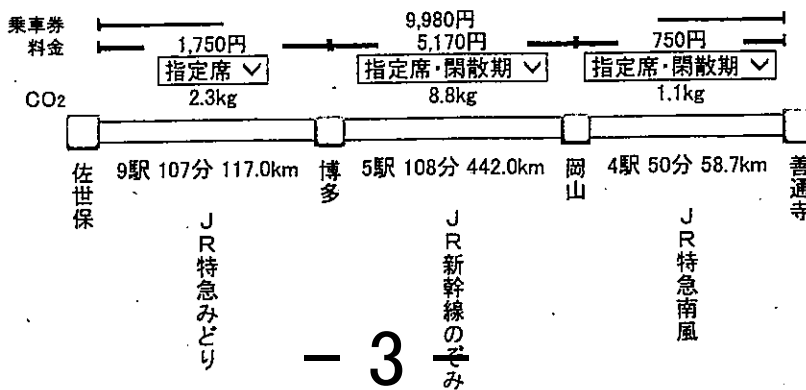 乗車券 9,980円
料金 1,750円 5,170円 750円
指定席 指定席・閑散期 指定席・閑散期
CO2 2.3kg 8.8kg 1.1kg
佐世保 9駅 107分 117.0km 博多 5駅 108分 442.0km 岡山 4駅 50分 58.7km 善通寺
JR特急みどり
JR新幹線のぞみ
JR特急南風
- 3 -